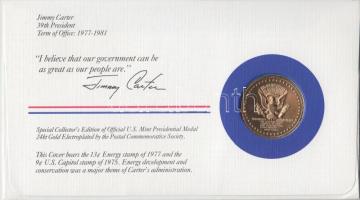 Jimmy Carter
39th President
Term of Office: 1977-1981
"I believe that our government can be
as great as our people are."
Jimmy Carter
Special Collector's Edition of Official U.S. Mint Presidential Medal
24kt Gold Electroplated by the Postal Commemorative Society.
This Cover bears the 13¢ Energy stamp of 1977 and the
9¢ U.S. Capitol stamp of 1975. Energy development and
conservation was a major theme of Carter's administration.